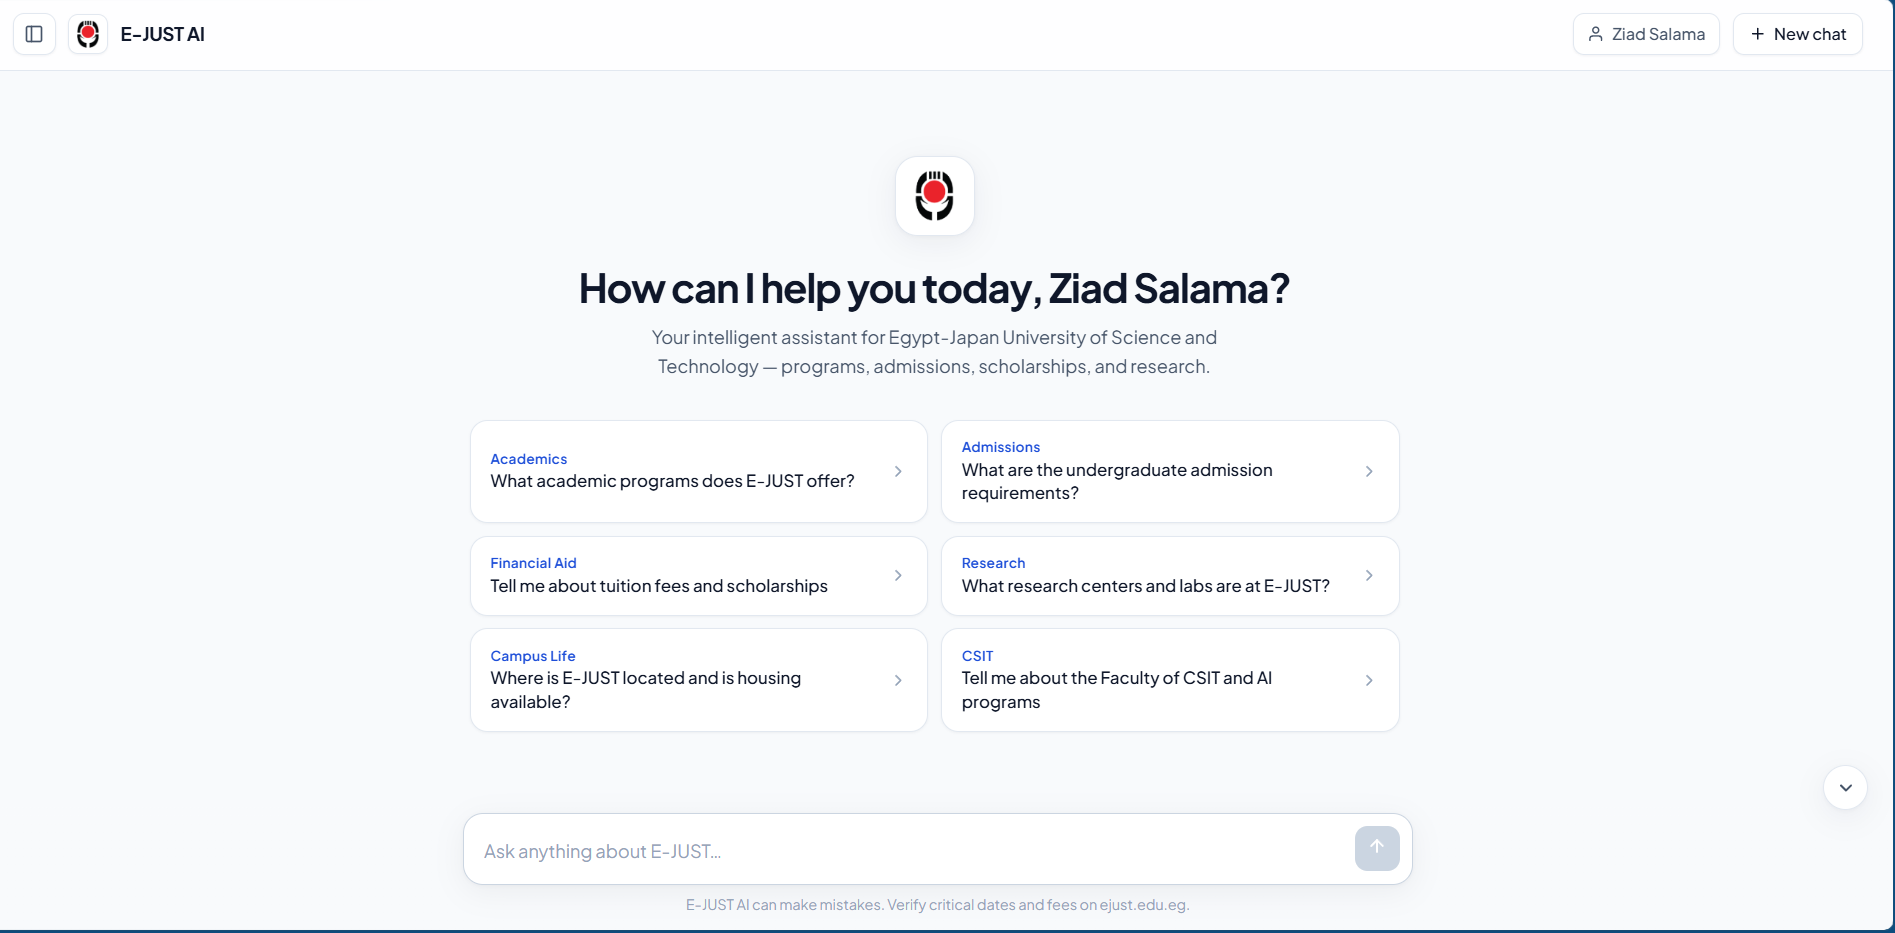 E-JUST AI
Ziad Salama
New chat
How can I help you today, Ziad Salama?
Your intelligent assistant for Egypt-Japan University of Science and
Technology — programs, admissions, scholarships, and research.
Academics
What academic programs does E-JUST offer?
Admissions
What are the undergraduate admission
requirements?
Financial Aid
Tell me about tuition fees and scholarships
Research
What research centers and labs are at E-JUST?
Campus Life
Where is E-JUST located and is housing
available?
CSIT
Tell me about the Faculty of CSIT and AI
programs
Ask anything about E-JUST...
E-JUST AI can make mistakes. Verify critical dates and fees on ejust.edu.eg.